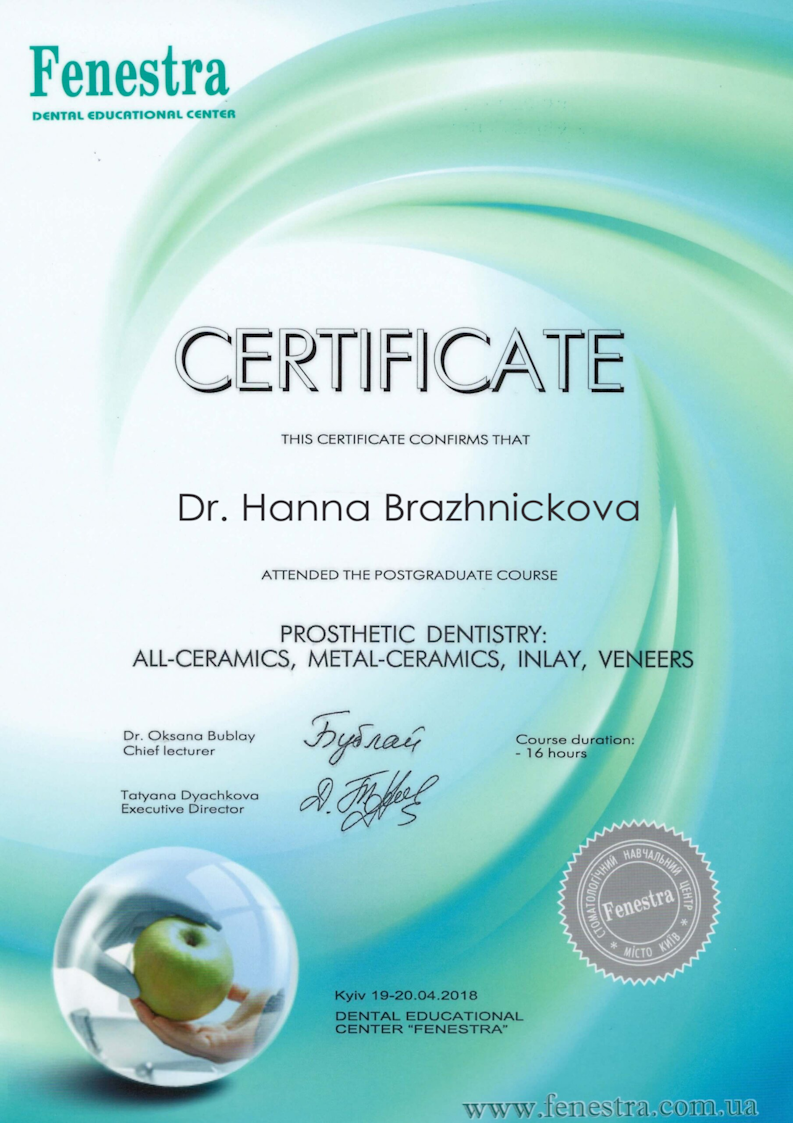 Fenestra
DENTAL EDUCATIONAL CENTER
CERTIFICATE
THIS CERTIFICATE CONFIRMS THAT
Dr. Hanna Brazhnickova
ATTENDED THE POSTGRADUATE COURSE
PROSTHETIC DENTISTRY:
ALL-CERAMICS, METAL-CERAMICS, INLAY, VENEERS
Dr. Oksana Bublay
Chief lecturer
Бублай
Course duration:
- 16 hours
Tatyana Dyachkova
Executive Director
СТОМАТОЛОГІЧНИЙ НАВЧАЛЬНИЙ ЦЕНТР
Fenestra
* МІСТО КИЇВ *
Kyiv 19-20.04.2018
DENTAL EDUCATIONAL
CENTER "FENESTRA"
www.fenestra.com.ua